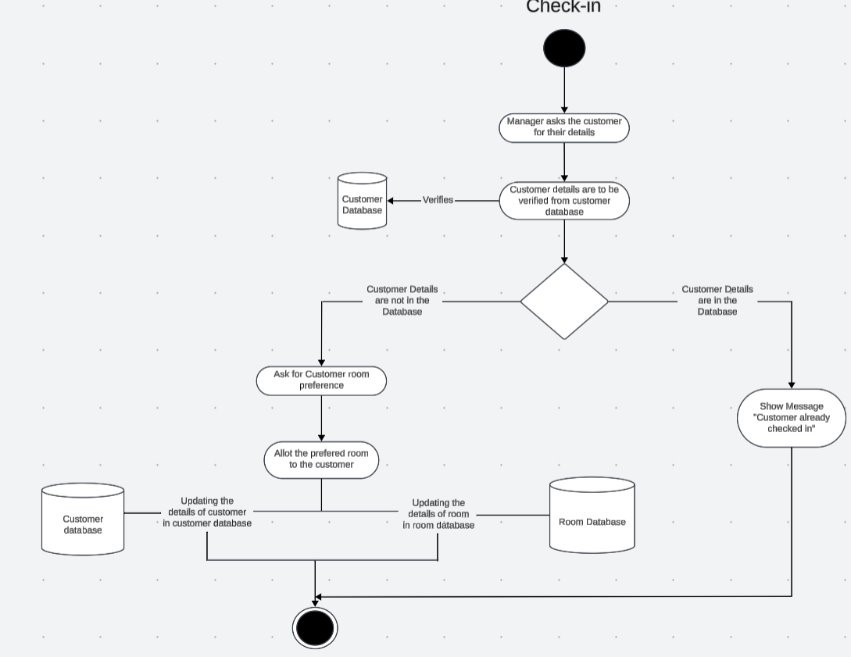 Check-in
Manager asks the customer
for their details
Customer details are to be
verified from customer
database
Verifies
Customer
Database
Customer Details
are not in the
Database
Customer Details
are in the
Database
Ask for Customer room
preference
Show Message
"Customer already
checked in"
Allot the prefered room
to the customer
Customer
database
Updating the
details of customer
in customer database
Updating the
details of room
in room database
Room Database